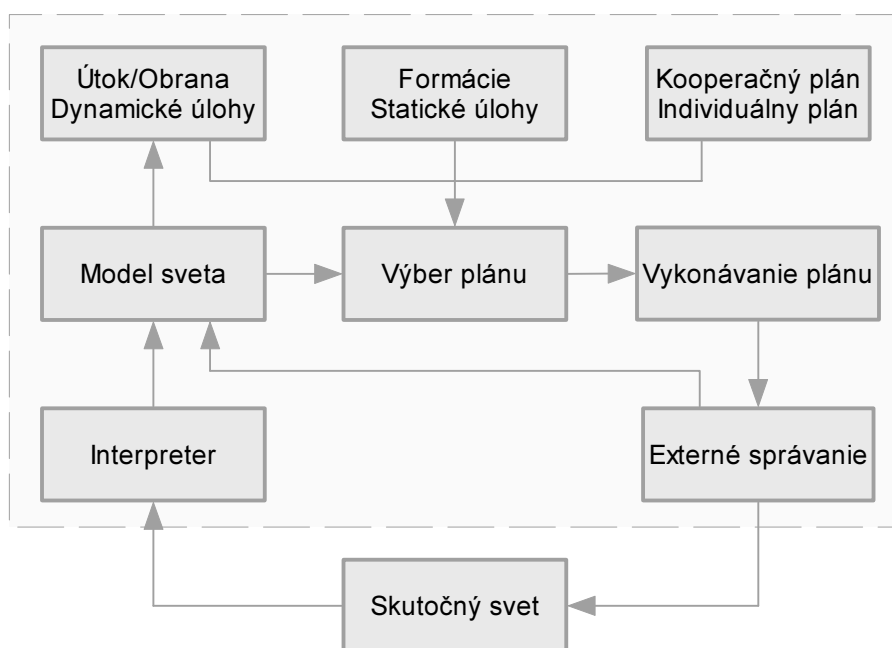 Útok/Obrana
Dynamické úlohy
Formácie
Statické úlohy
Kooperačný plán
Individuálny plán
Model sveta
Výber plánu
Vykonávanie plánu
Interpreter
Externé správanie
Skutočný svet